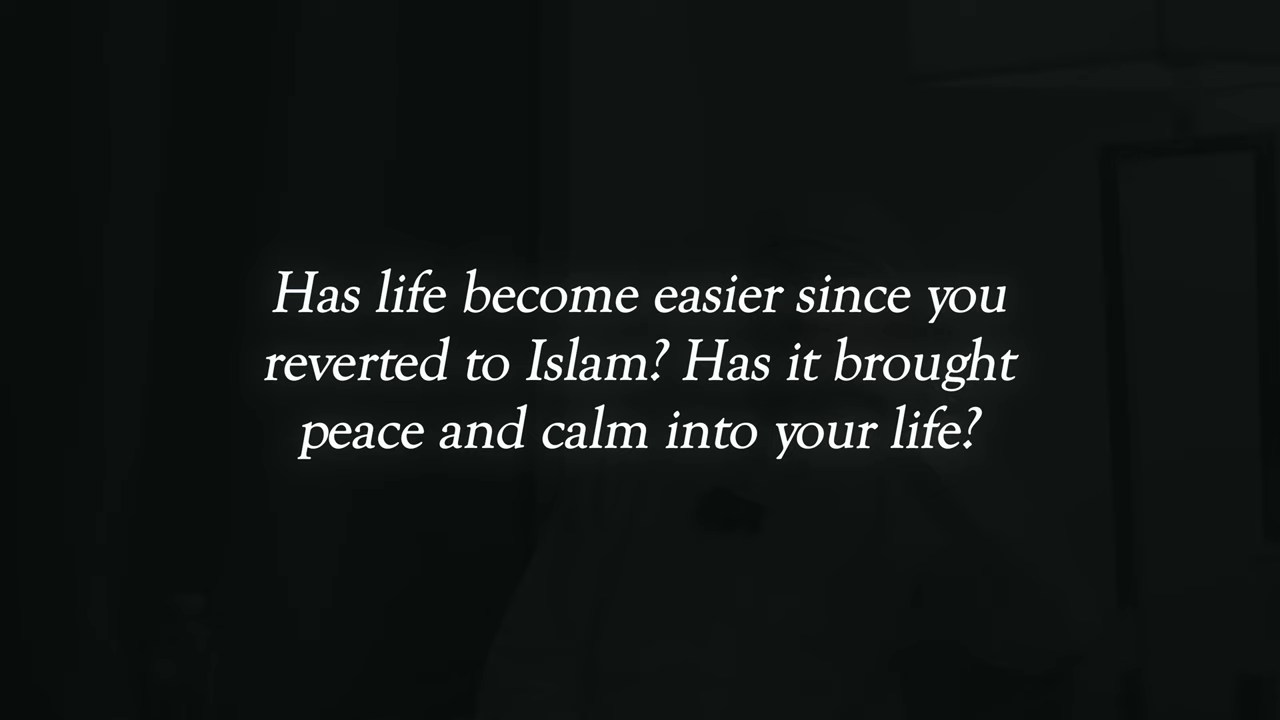 Has life become easier since you
reverted to Islam? Has it brought
peace and calm into your life?